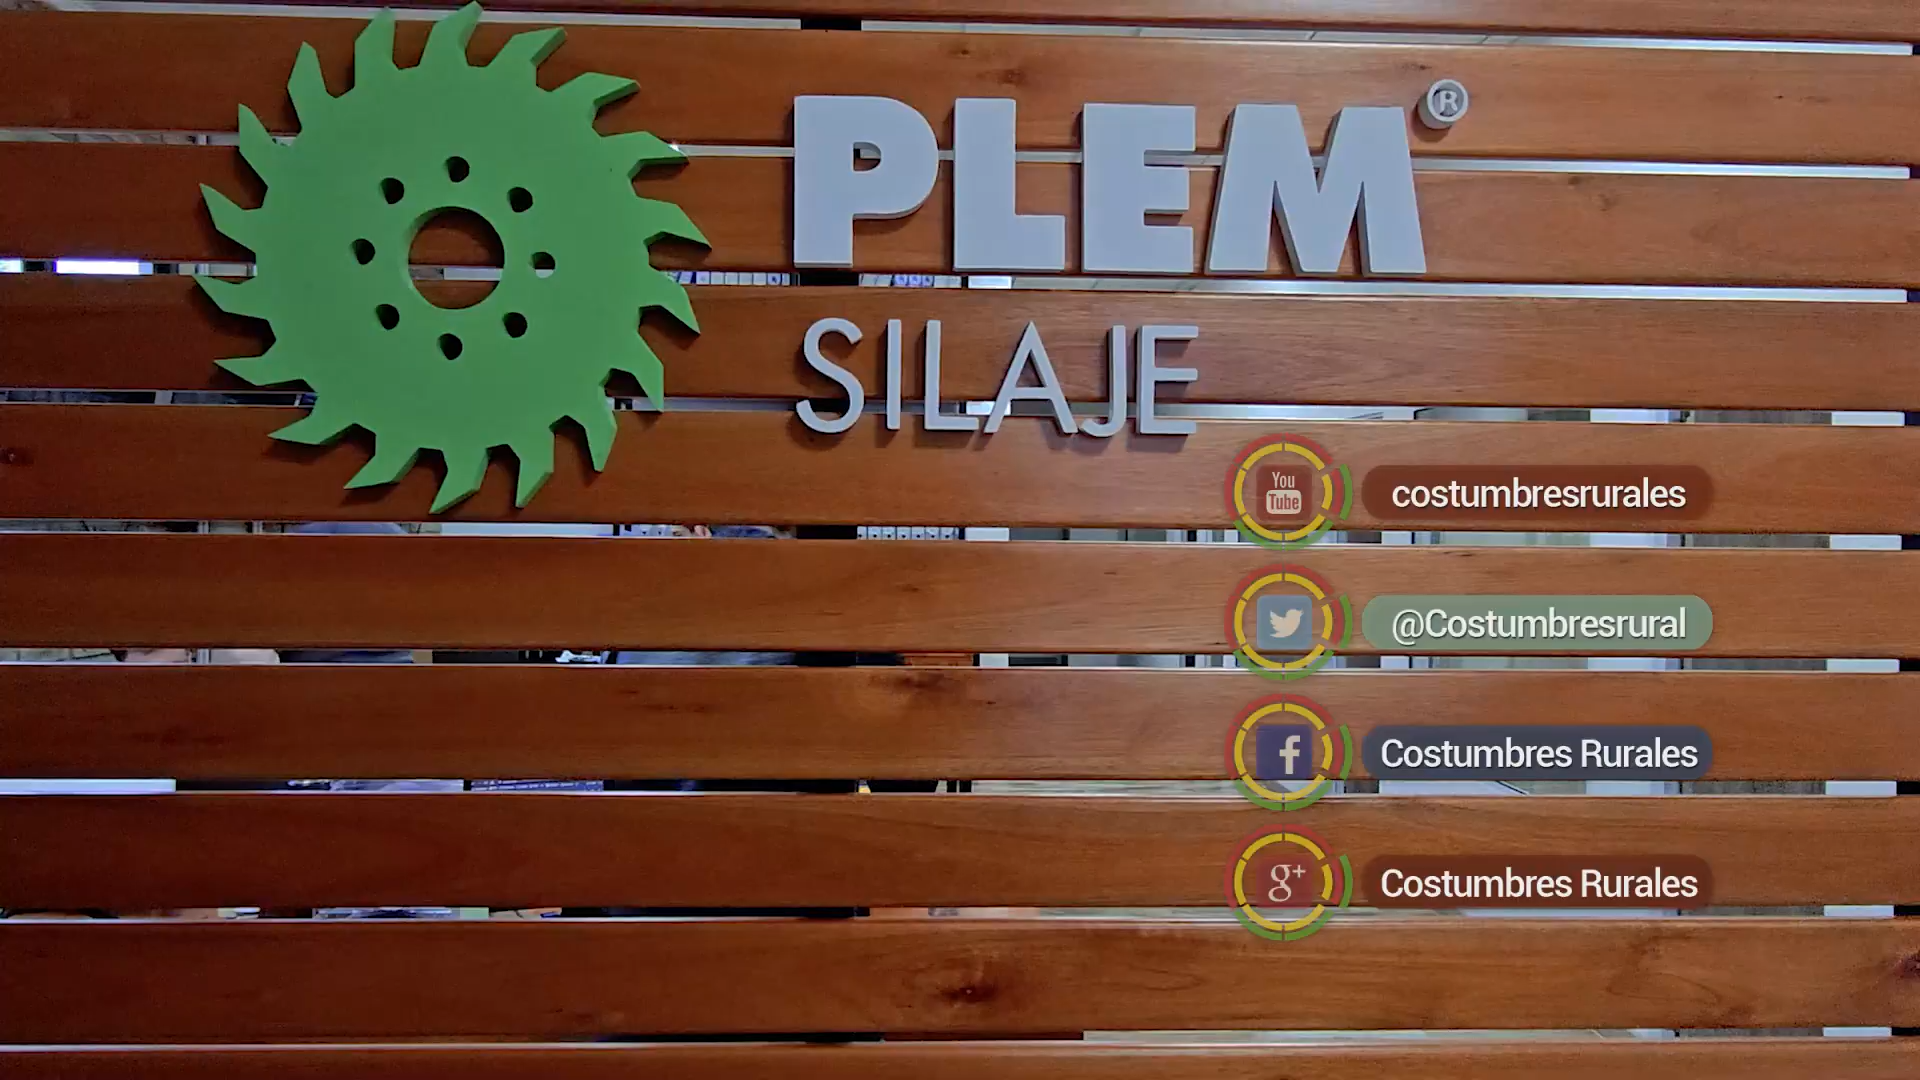 PLEM®
SILAJE
You
Tube
costumbresrurales
@Costumbresrural
f
Costumbres Rurales
g+
Costumbres Rurales